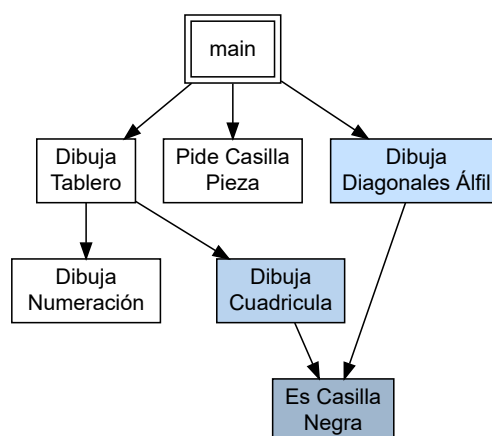 main
Dibuja
Tablero
Pide Casilla
Pieza
Dibuja
Diagonales Álfil
Dibuja
Numeración
Dibuja
Cuadricula
Es Casilla
Negra